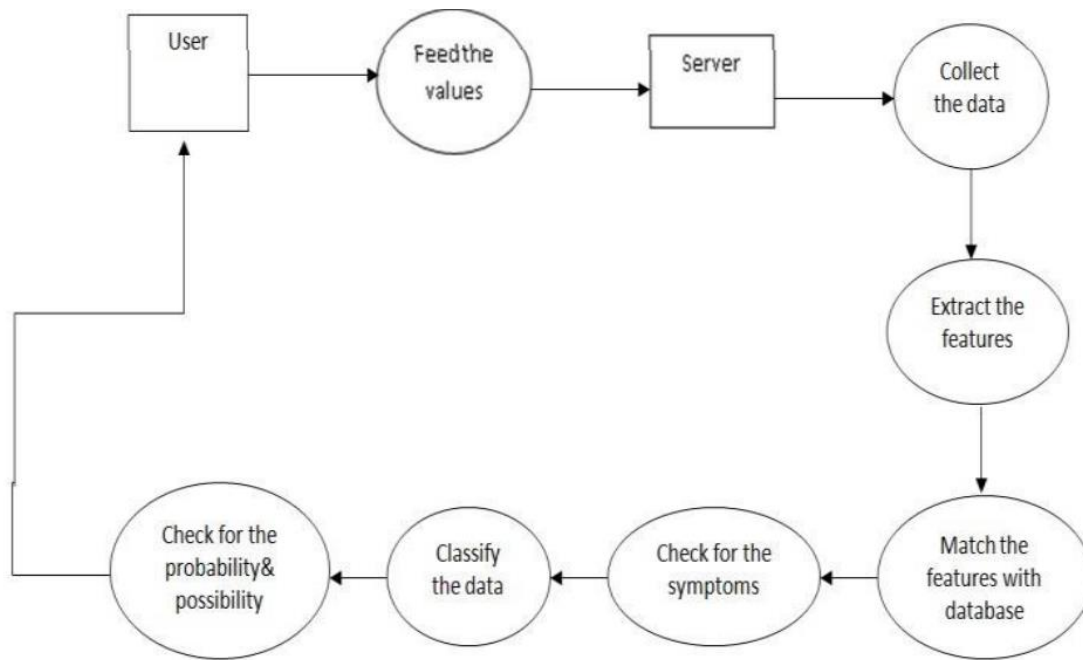 User
Feed the
values
Server
Collect
the data
Extract the
features
Match the
features with
database
Check for the
symptoms
Classify
the data
Check for the
probability&
possibility